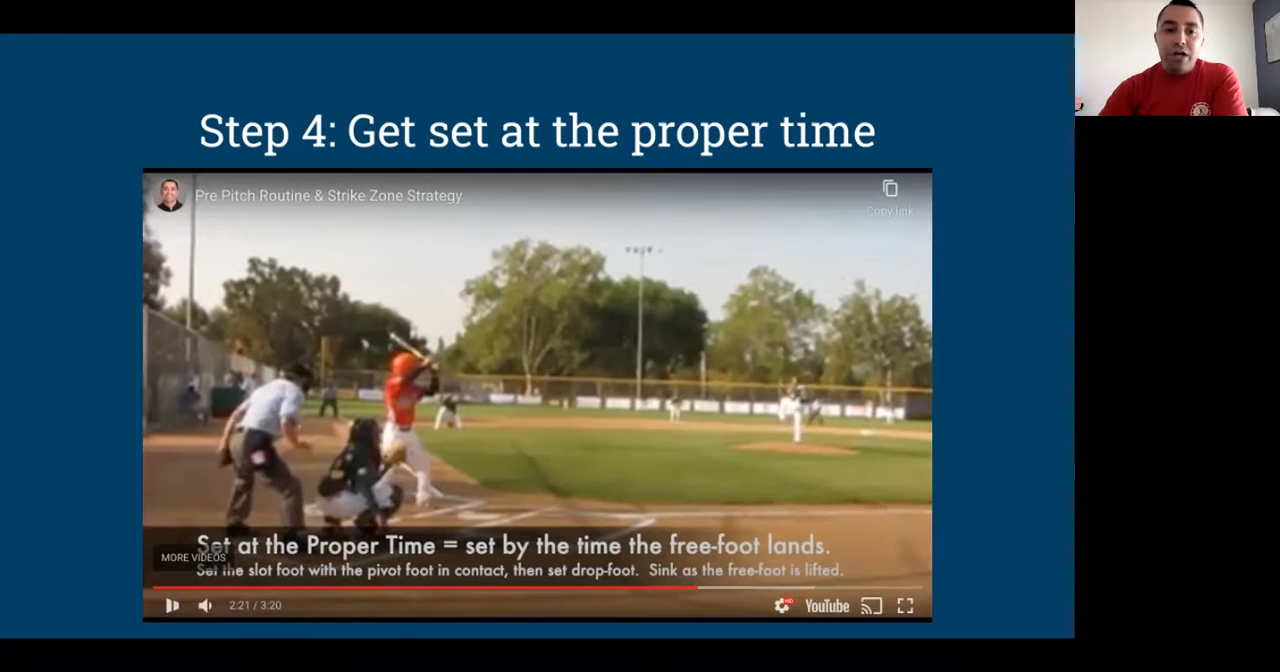 Step 4: Get set at the proper time
Pre Pitch Routine & Strike Zone Strategy
Copy link
Set at the Proper Time = set by the time the free-foot lands.
MORE VIDEOS
Set the slot foot with the pivot foot in contact, then set drop-foot. Sink as the free-foot is lifted.
2:21 / 3:20
HD
YouTube